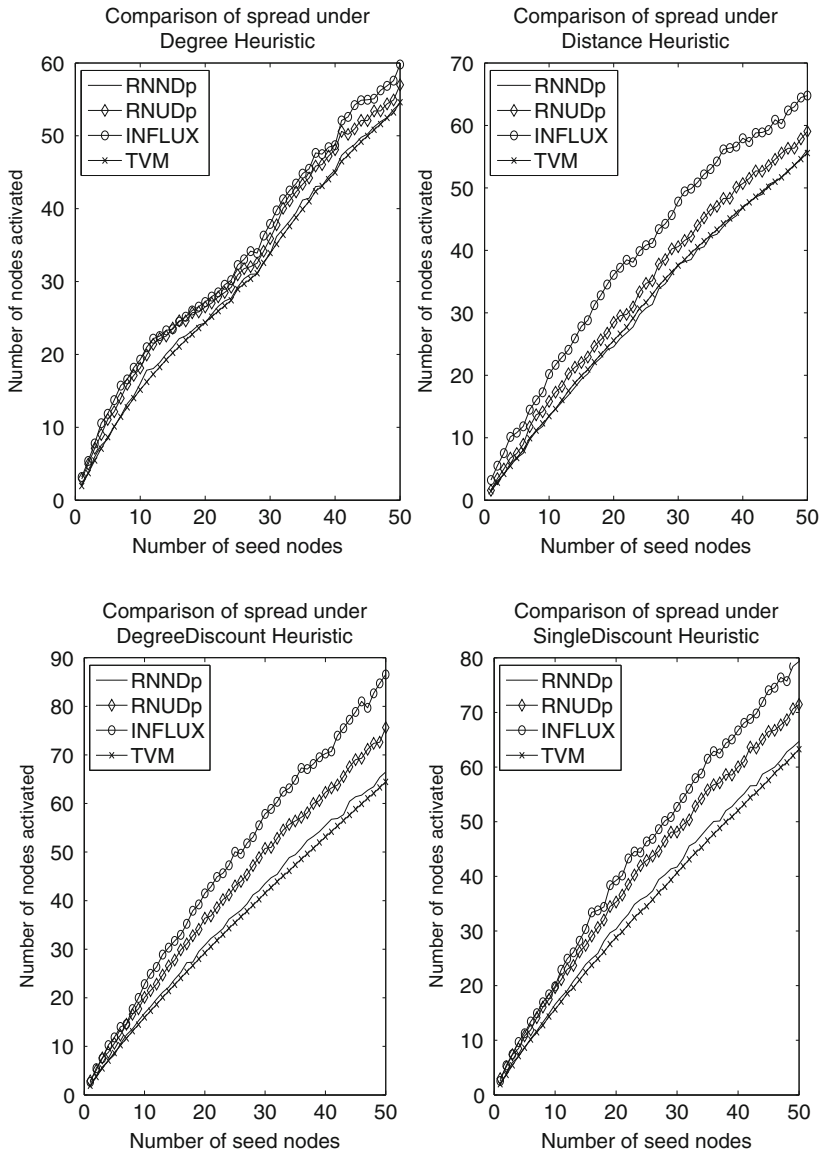 Comparison of spread under
Degree Heuristic
60
50
40
30
20
10
0
Number of nodes activated
RNNDp
RNUDp
INFLUX
TVM
0 10 20 30 40 50
Number of seed nodes
Comparison of spread under
Distance Heuristic
70
60
50
40
30
20
10
0
Number of nodes activated
RNNDp
RNUDp
INFLUX
TVM
0 10 20 30 40 50
Number of seed nodes
Comparison of spread under
DegreeDiscount Heuristic
90
80
70
60
50
40
30
20
10
0
Number of nodes activated
RNNDp
RNUDp
INFLUX
TVM
0 10 20 30 40 50
Number of seed nodes
Comparison of spread under
SingleDiscount Heuristic
80
70
60
50
40
30
20
10
0
Number of nodes activated
RNNDp
RNUDp
INFLUX
TVM
0 10 20 30 40 50
Number of seed nodes